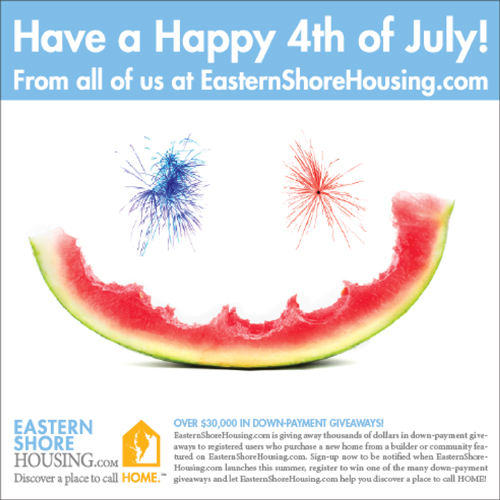 Have a Happy 4th of July!
From all of us at EasternShoreHousing.com
EASTERN
SHORE
HOUSING.COM
Discover a place to call HOME.™
OVER $30,000 IN DOWN-PAYMENT GIVEAWAYS!
EasternShoreHousing.com is giving away thousands of dollars in down-payment give-
aways to registered users who purchase a new home from a builder or community fea-
tured on EasternShoreHousing.com. Sign-up now to be notified when EasternShore-
Housing.com launches this summer, register to win one of the many down-payment
giveaways and let EasternShoreHousing.com help you discover a place to call HOME!